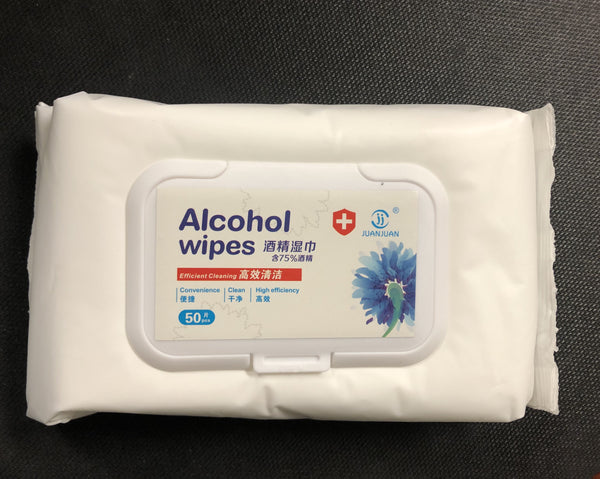 Alcohol
wipes 酒精湿巾
含75%酒精
Efficient Cleaning 高效清洁
Convenience Clean High efficiency
便捷 干净 高效
50片
pcs
JJ ®
JUANJUAN